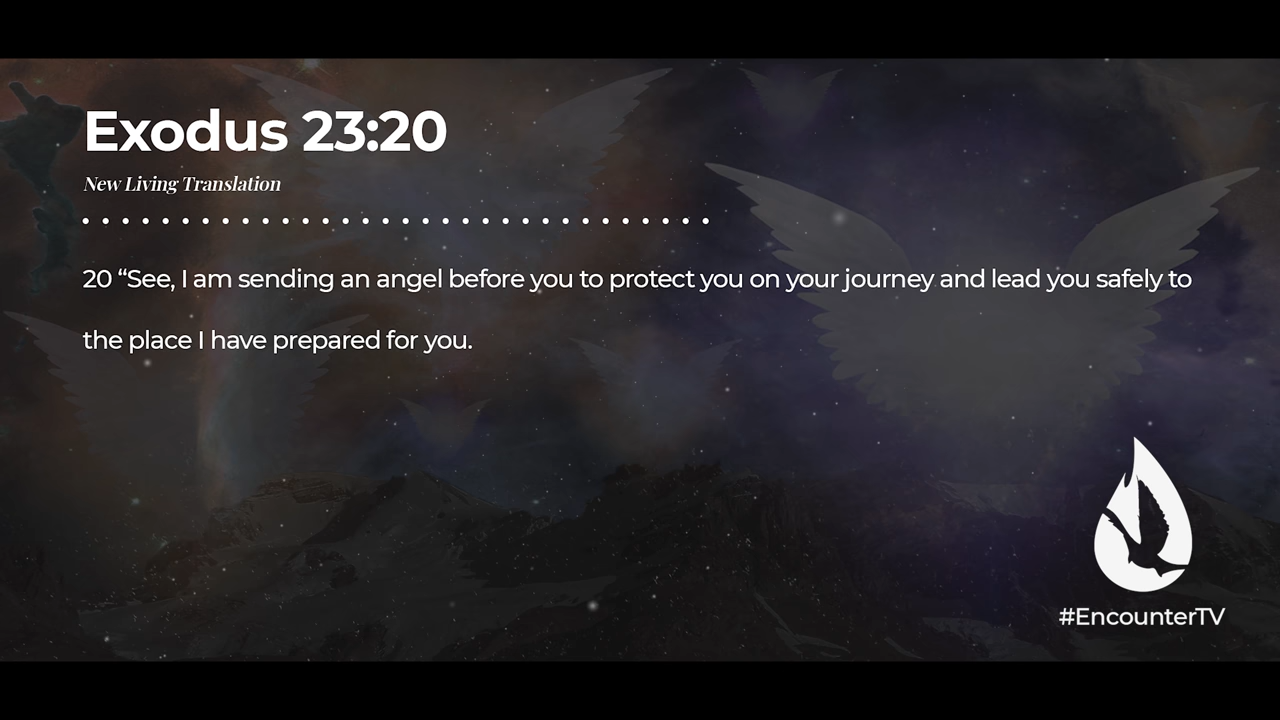 Exodus 23:20
New Living Translation
20 “See, I am sending an angel before you to protect you on your journey and lead you safely to
the place I have prepared for you.
#EncounterTV